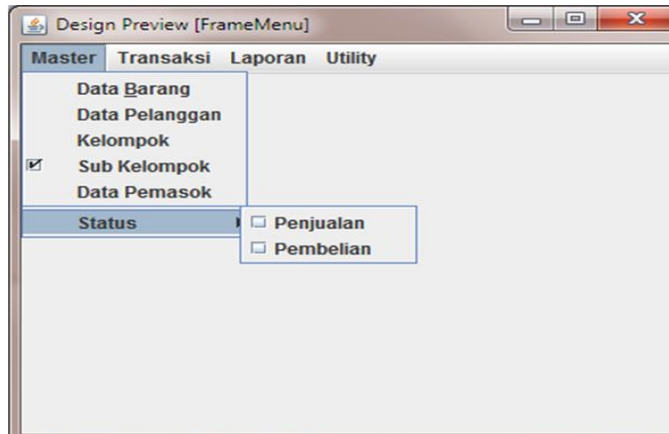 Design Preview [FrameMenu]
Master Transaksi Laporan Utility
Data Barang
Data Pelanggan
Kelompok
Sub Kelompok
Data Pemasok
Status
Penjualan
Pembelian